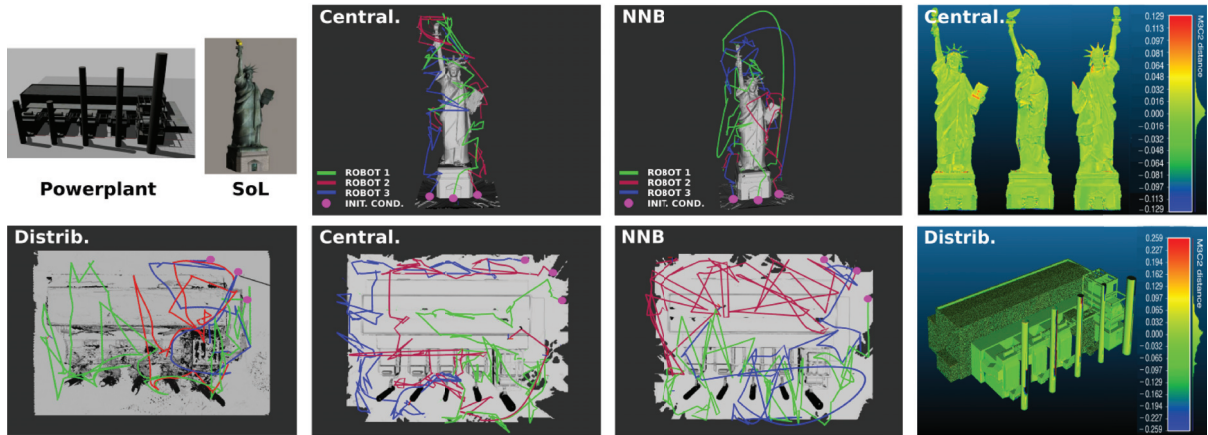 Powerplant
SoL
Central.
ROBOT 1
ROBOT 2
ROBOT 3
INIT. COND.
NNB
ROBOT 1
ROBOT 2
ROBOT 3
INIT. COND.
Central.
0.129
0.113
0.097
0.081
0.064
0.048
0.032
0.016
0.000
-0.016
-0.032
-0.048
-0.064
-0.081
-0.097
-0.113
-0.129
M3C2 distance
Distrib.
Central.
NNB
Distrib.
0.259
0.227
0.194
0.162
0.129
0.097
0.065
0.032
0.000
-0.032
-0.065
-0.097
-0.129
-0.162
-0.194
-0.227
-0.259
M3C2 distance